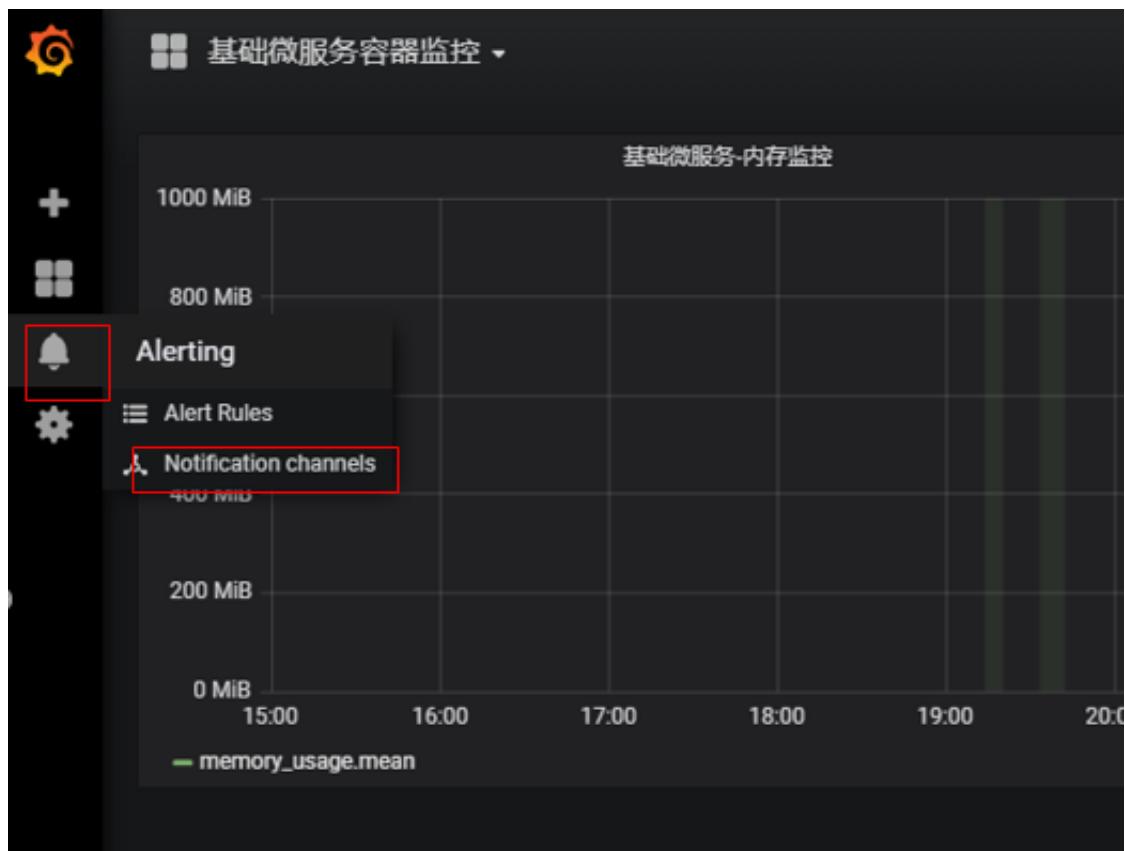 基础微服务容器监控
基础微服务-内存监控
1000 MiB
800 MiB
Alerting
Alert Rules
Notification channels
400 MiB
200 MiB
0 MiB
15:00 16:00 17:00 18:00 19:00
memory_usage.mean